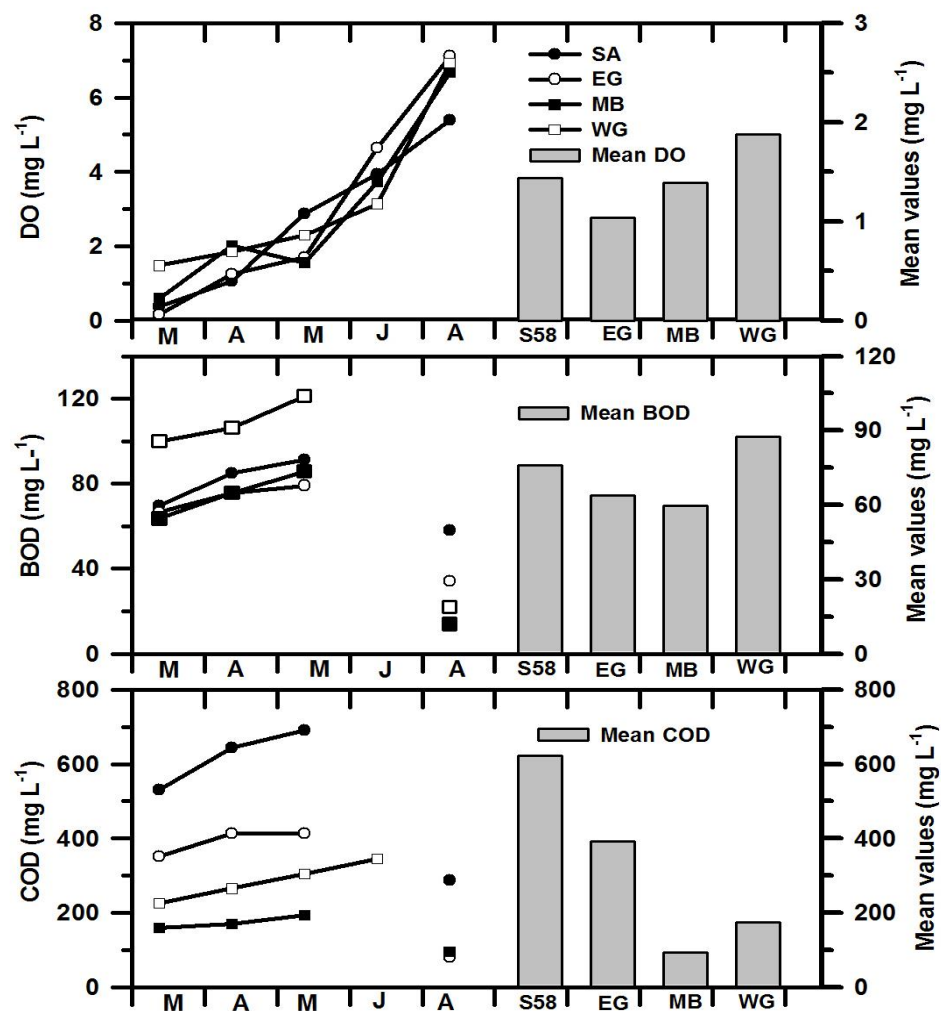 8
6
4
2
0
DO (mg L-1)
SA
EG
MB
WG
Mean DO
3
2
1
0
Mean values (mg L-1)
M A M J A S58 EG MB WG
120
80
40
0
BOD (mg L-1)
Mean BOD
120
90
60
30
0
Mean values (mg L-1)
M A M J A S58 EG MB WG
800
600
400
200
0
COD (mg L-1)
Mean COD
800
600
400
200
0
Mean values (mg L-1)
M A M J A S58 EG MB WG